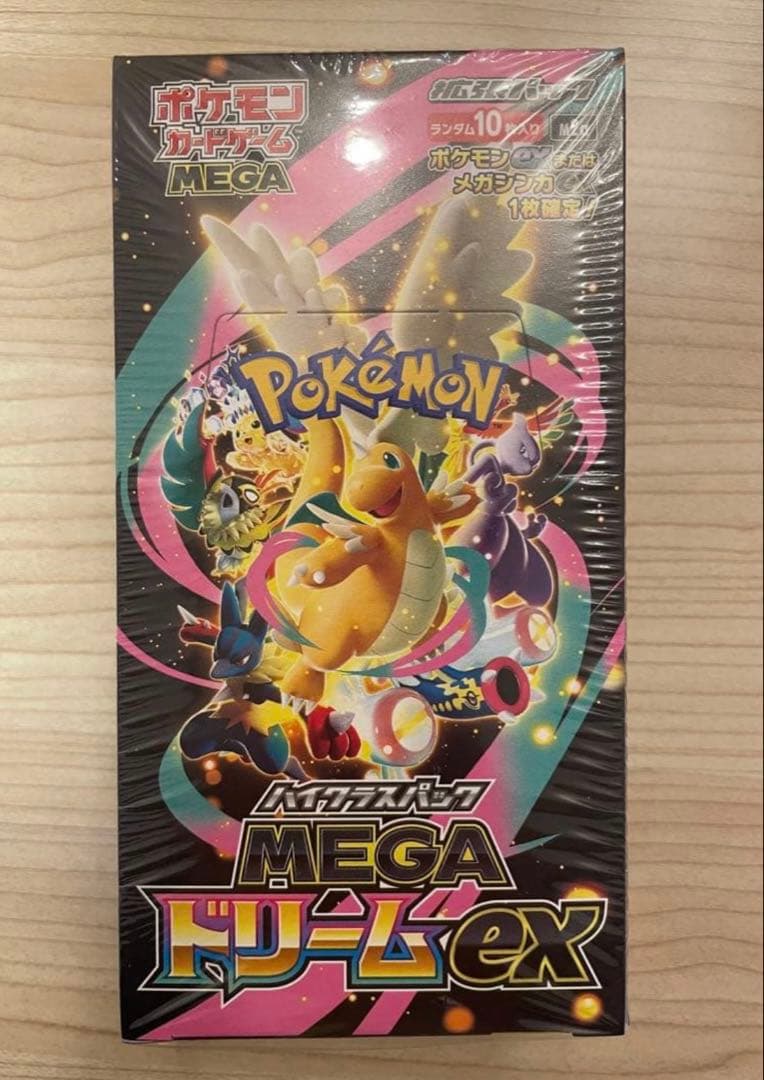 ポケモン
カードゲーム
MEGA
拡張パック
ランダム10枚入り M2a
ポケモンexまたは
メガシンカex
1枚確定!
POKéMON
TM
ハイクラスパック
MEGA
ドリームex